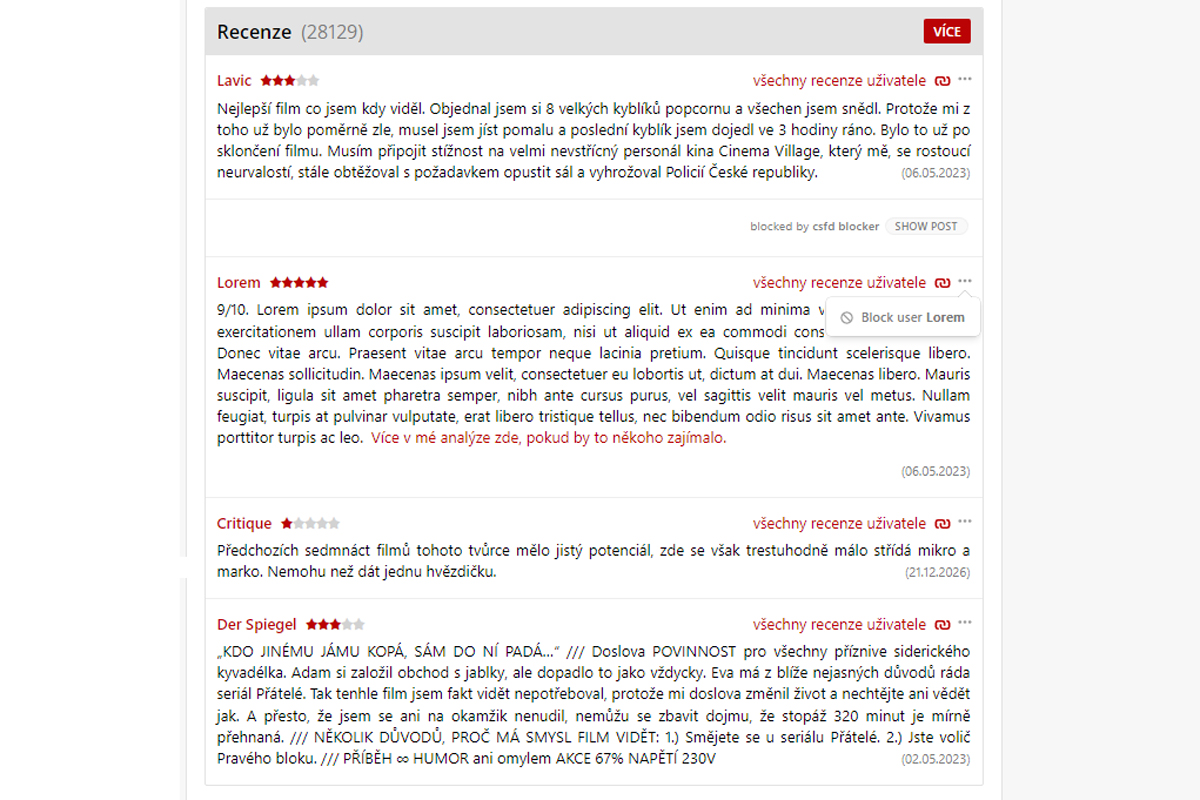 Recenze (28129)
VÍCE
Lavic
všechny recenze uživatele
Nejlepší film co jsem kdy viděl. Objednal jsem si 8 velkých kyblíků popcornu a všechen jsem snědl. Protože mi z
toho už bylo poměrně zle, musel jsem jíst pomalu a poslední kyblík jsem dojedl ve 3 hodiny ráno. Bylo to už po
sklončení filmu. Musím připojit stížnost na velmi nevstřícný personál kina Cinema Village, který mě, se rostoucí
neurvalostí, stále obtěžoval s požadavkem opustit sál a vyhrožoval Policií České republiky.
(06.05.2023)
blocked by csfd blocker
SHOW POST
Lorem
všechny recenze uživatele
9/10. Lorem ipsum dolor sit amet, consectetuer adipiscing elit. Ut enim ad minima v
Block user Lorem
exercitationem ullam corporis suscipit laboriosam, nisi ut aliquid ex ea commodi cons
Donec vitae arcu. Praesent vitae arcu tempor neque lacinia pretium. Quisque tincidunt scelerisque libero.
Maecenas sollicitudin. Maecenas ipsum velit, consectetuer eu lobortis ut, dictum at dui. Maecenas libero. Mauris
suscipit, ligula sit amet pharetra semper, nibh ante cursus purus, vel sagittis velit mauris vel metus. Nullam
feugiat, turpis at pulvinar vulputate, erat libero tristique tellus, nec bibendum odio risus sit amet ante. Vivamus
porttitor turpis ac leo. Více v mé analýze zde, pokud by to někoho zajímalo.
(06.05.2023)
Critique
všechny recenze uživatele
Předchozích sedmnáct filmů tohoto tvůrce mělo jistý potenciál, zde se však trestuhodně málo střídá mikro a
marko. Nemohu než dát jednu hvězdičku.
(21.12.2026)
Der Spiegel
všechny recenze uživatele
„KDO JINÉMU JÁMU KOPÁ, SÁM DO NÍ PADÁ...“ /// Doslova POVINNOST pro všechny příznive siderického
kyvadélka. Adam si založil obchod s jablky, ale dopadlo to jako vždycky. Eva má z blíže nejasných důvodů ráda
seriál Přátelé. Tak tenhle film jsem fakt vidět nepotřeboval, protože mi doslova změnil život a nechtějte ani vědět
jak. A přesto, že jsem se ani na okamžik nenudil, nemůžu se zbavit dojmu, že stopáž 320 minut je mírně
přehnaná. /// NĚKOLIK DŮVODŮ, PROČ MÁ SMYSL FILM VIDĚT: 1.) Smějete se u seriálu Přátelé. 2.) Jste volič
Pravého bloku. /// PŘÍBĚH ∞ HUMOR ani omylem AKCE 67% NAPĚTÍ 230V
(02.05.2023)